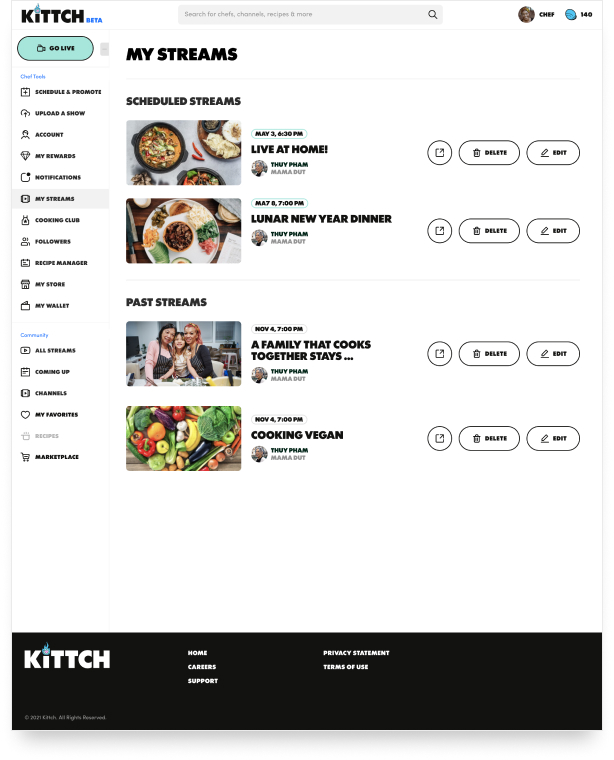 KiTTCH BETA
Search for chefs, channels, recipes & more
CHEF
140
GO LIVE
Chef Tools
SCHEDULE & PROMOTE
UPLOAD A SHOW
ACCOUNT
MY REWARDS
NOTIFICATIONS
MY STREAMS
COOKING CLUB
FOLLOWERS
RECIPE MANAGER
MY STORE
MY WALLET
Community
ALL STREAMS
COMING UP
CHANNELS
MY FAVORITES
RECIPES
MARKETPLACE
MY STREAMS
SCHEDULED STREAMS
MAY 3, 6:30 PM
LIVE AT HOME!
THUY PHAM
MAMA DUT
DELETE
EDIT
MA7 8, 7:00 PM
LUNAR NEW YEAR DINNER
THUY PHAM
MAMA DUT
DELETE
EDIT
PAST STREAMS
NOV 4, 7:00 PM
A FAMILY THAT COOKS
TOGETHER STAYS ...
THUY PHAM
MAMA DUT
DELETE
EDIT
NOV 4, 7:00 PM
COOKING VEGAN
THUY PHAM
MAMA DUT
DELETE
EDIT
KiTTCH
HOME
CAREERS
SUPPORT
PRIVACY STATEMENT
TERMS OF USE
© 2021 Kittch. All Rights Reserved.